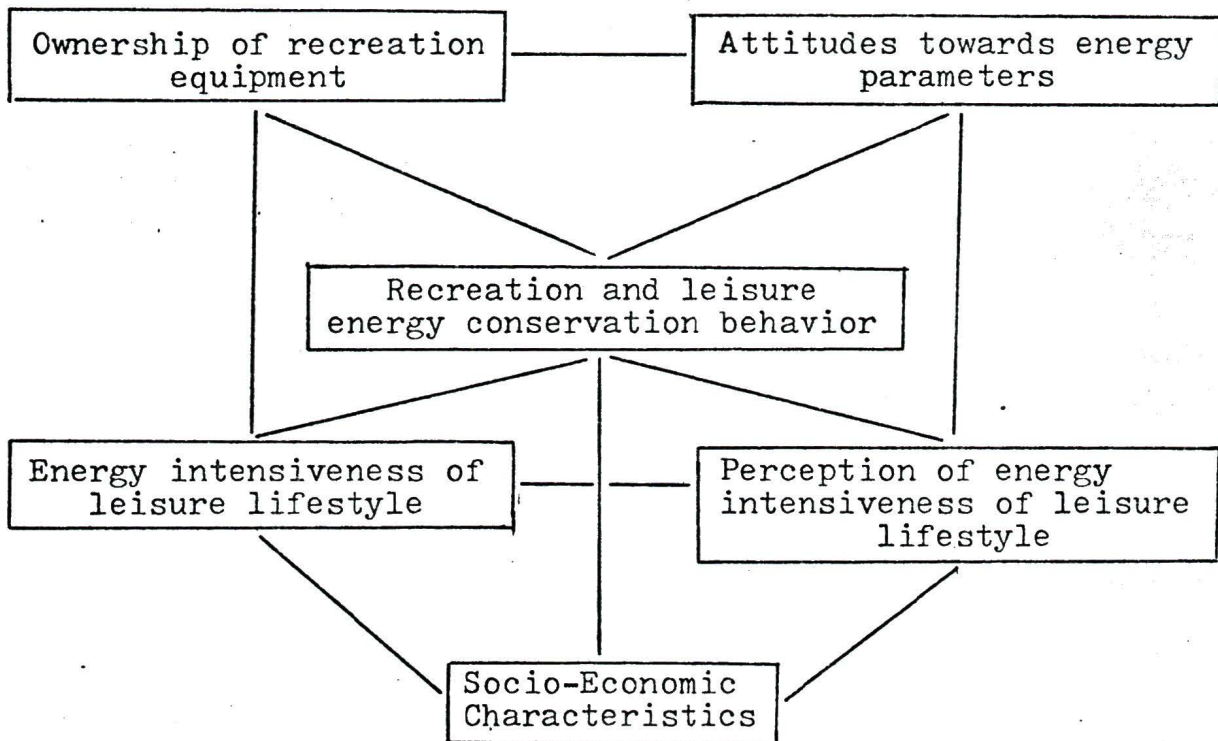 Ownership of recreation
equipment
Attitudes towards energy
parameters
Recreation and leisure
energy conservation behavior
Energy intensiveness of
leisure lifestyle
Perception of energy
intensiveness of leisure
lifestyle
Socio-Economic
Characteristics